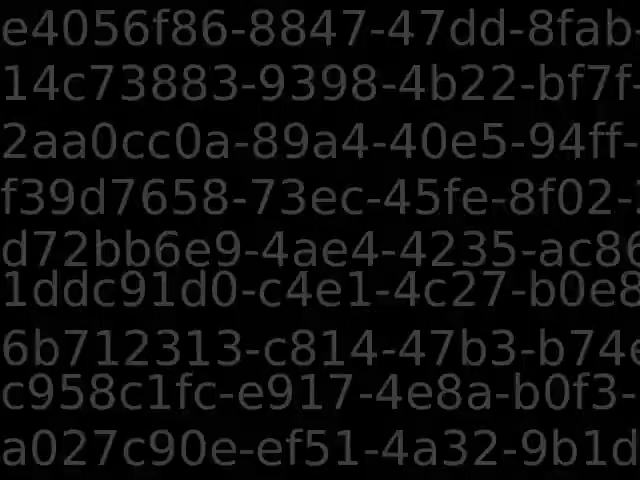 e4056f86-8847-47dd-8fab-
14c73883-9398-4b22-bf7f-
2aa0cc0a-89a4-40e5-94ff-
f39d7658-73ec-45fe-8f02-
d72bb6e9-4ae4-4235-ac86
1ddc91d0-c4e1-4c27-b0e8
6b712313-c814-47b3-b74e
c958c1fc-e917-4e8a-b0f3-
a027c90e-ef51-4a32-9b1d